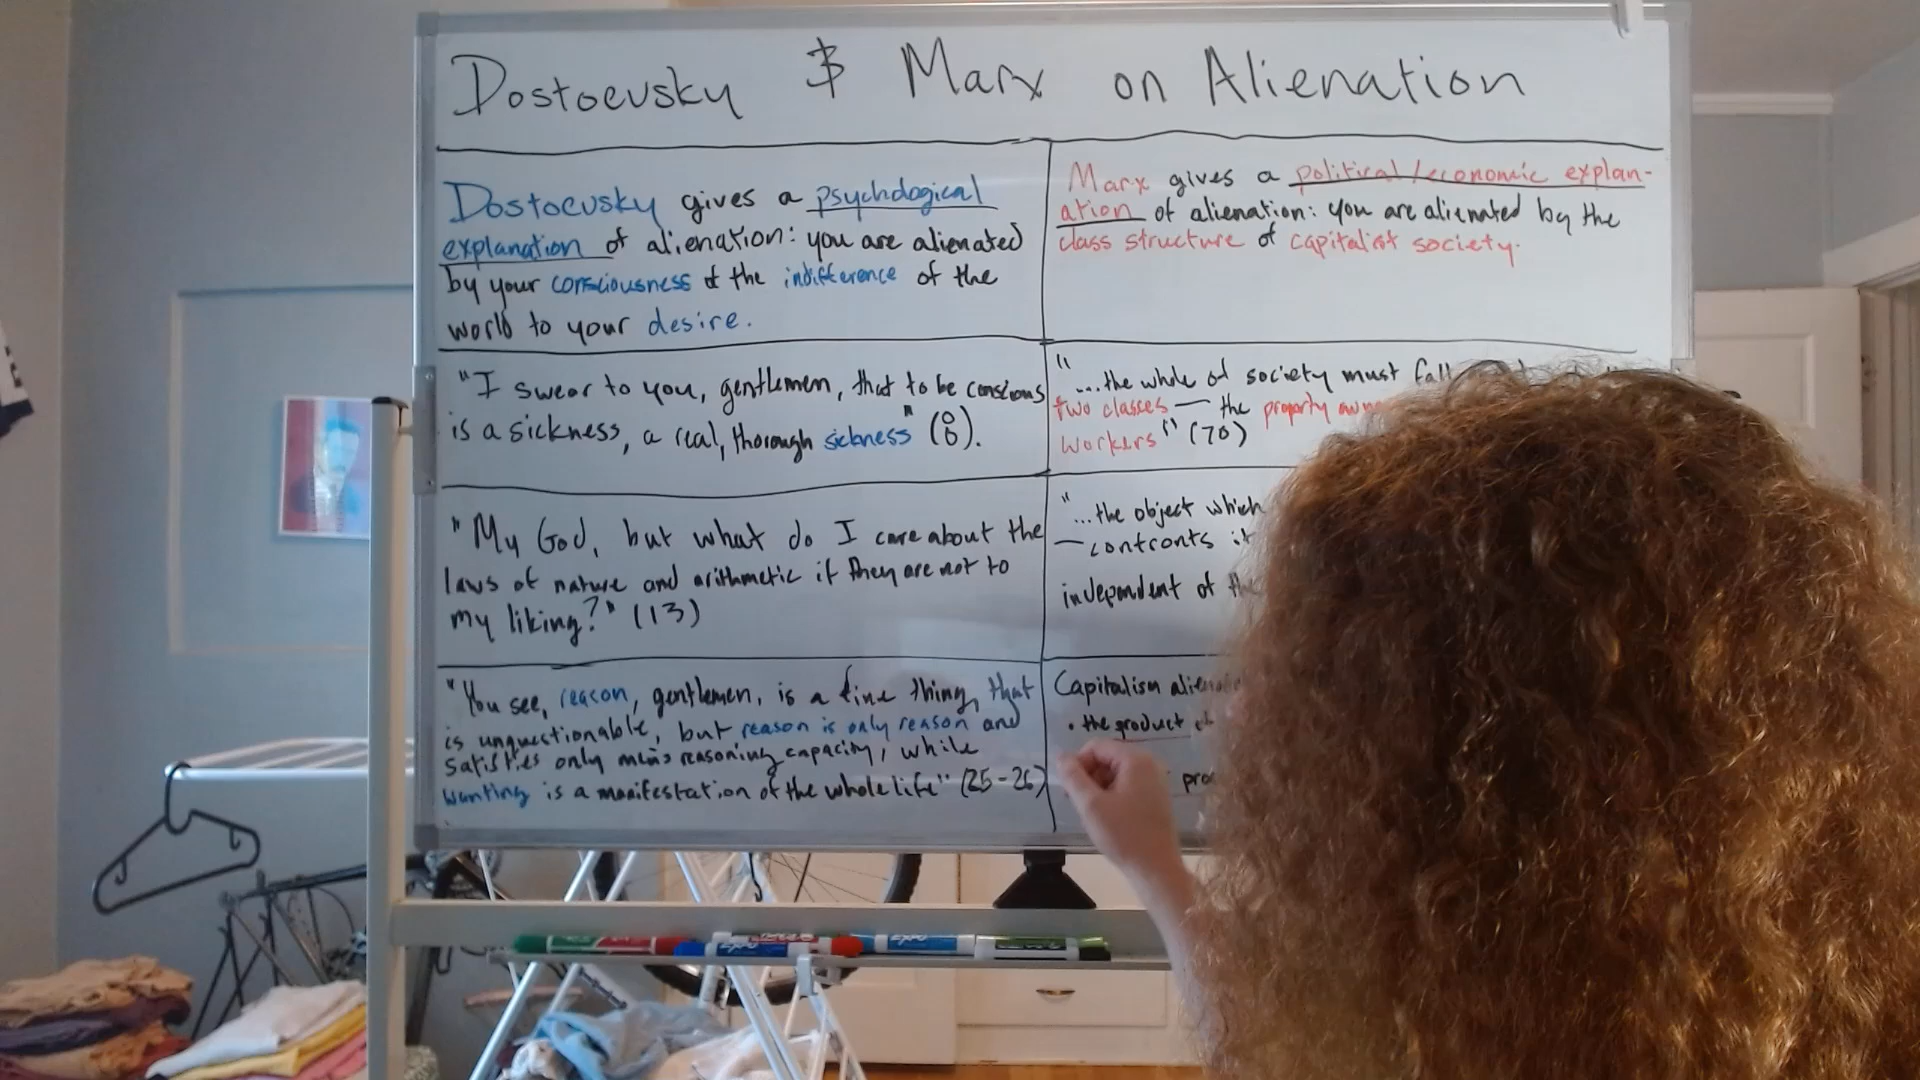 Dostoevsky & Marx on Alienation
Dostoevsky gives a psychological
explanation of alienation: you are alienated
by your consciousness & the indifference of the
world to your desire.
"I swear to you, gentlemen, that to be conscious
is a sickness, a real, thorough sickness" (6).
"My God, but what do I care about the
laws of nature and arithmetic if they are not to
my liking?" (13)
"You see, reason, gentlemen, is a fine thing, that
is unquestionable, but reason is only reason and
satisfies only man's reasoning capacity, while
wanting is a manifestation of the whole life" (25-26)
Marx gives a political/economic explan-
ation of alienation: you are alienated by the
class structure of capitalist society.
"...the whole of society must fall
two classes — the property
workers" (70)
"...the object which
— confronts it
independent of the
Capitalism
• the product
EXPO
EXPO